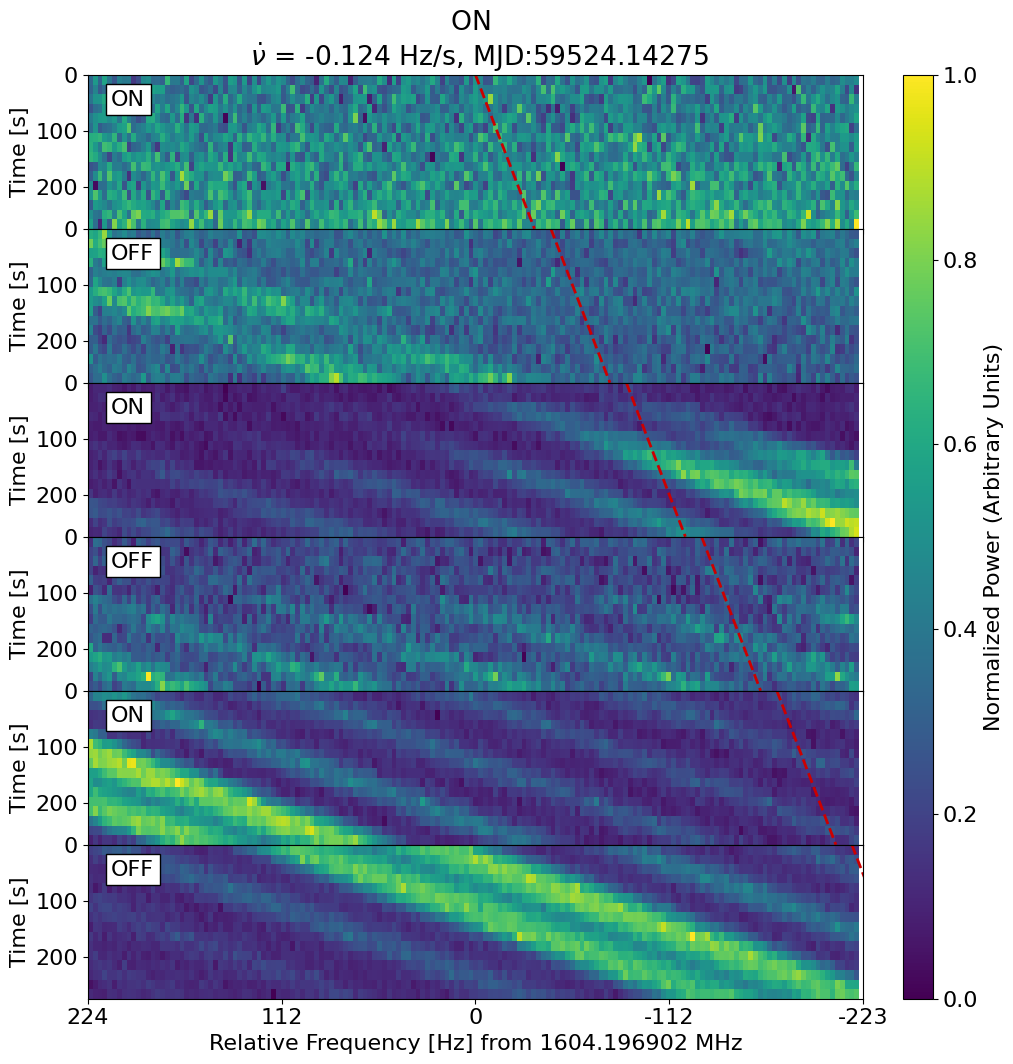 ON
ν̇ = -0.124 Hz/s, MJD:59524.14275
0
ON
100
200
Time [s]
0
OFF
100
200
Time [s]
0
ON
100
200
Time [s]
0
OFF
100
200
Time [s]
0
ON
100
200
Time [s]
0
OFF
100
200
Time [s]
224 112 0 -112 -223
Relative Frequency [Hz] from 1604.196902 MHz
1.0
0.8
0.6
0.4
0.2
0.0
Normalized Power (Arbitrary Units)